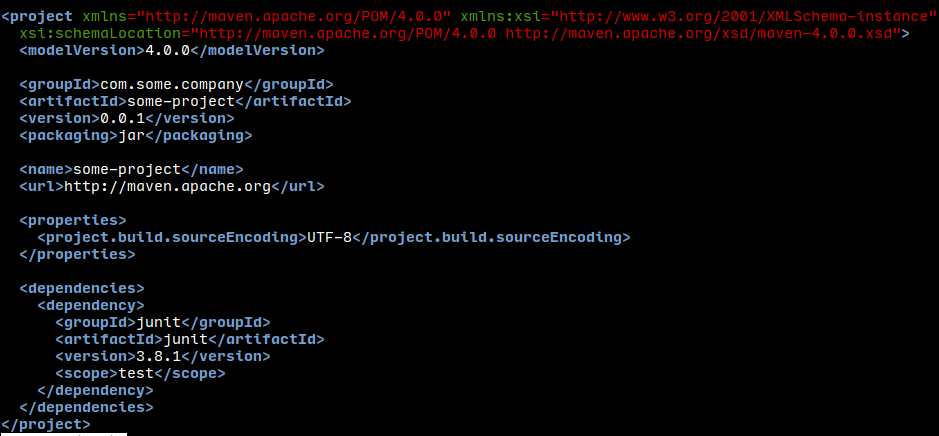 <project xmlns="http://maven.apache.org/POM/4.0.0" xmlns:xsi="http://www.w3.org/2001/XMLSchema-instance"
  xsi:schemaLocation="http://maven.apache.org/POM/4.0.0 http://maven.apache.org/xsd/maven-4.0.0.xsd">
  <modelVersion>4.0.0</modelVersion>

  <groupId>com.some.company</groupId>
  <artifactId>some-project</artifactId>
  <version>0.0.1</version>
  <packaging>jar</packaging>

  <name>some-project</name>
  <url>http://maven.apache.org</url>

  <properties>
    <project.build.sourceEncoding>UTF-8</project.build.sourceEncoding>
  </properties>

  <dependencies>
    <dependency>
      <groupId>junit</groupId>
      <artifactId>junit</artifactId>
      <version>3.8.1</version>
      <scope>test</scope>
    </dependency>
  </dependencies>
</project>